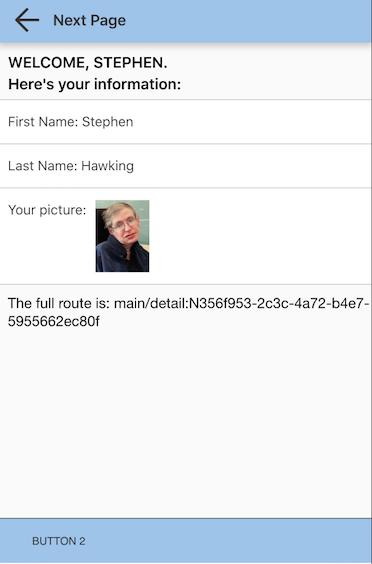 Next Page
WELCOME, STEPHEN.
Here's your information:
First Name: Stephen
Last Name: Hawking
Your picture:
The full route is: main/detail:N356f953-2c3c-4a72-b4e7-
5955662ec80f
BUTTON 2